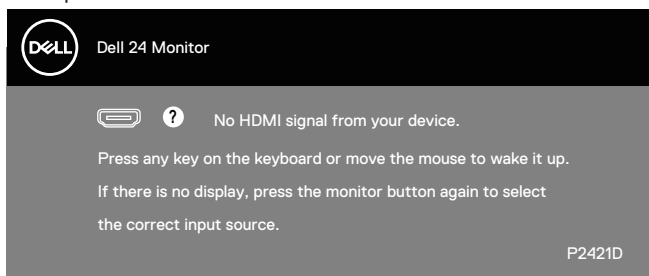 DELL
Dell 24 Monitor
? No HDMI signal from your device.
Press any key on the keyboard or move the mouse to wake it up.
If there is no display, press the monitor button again to select
the correct input source.
P2421D